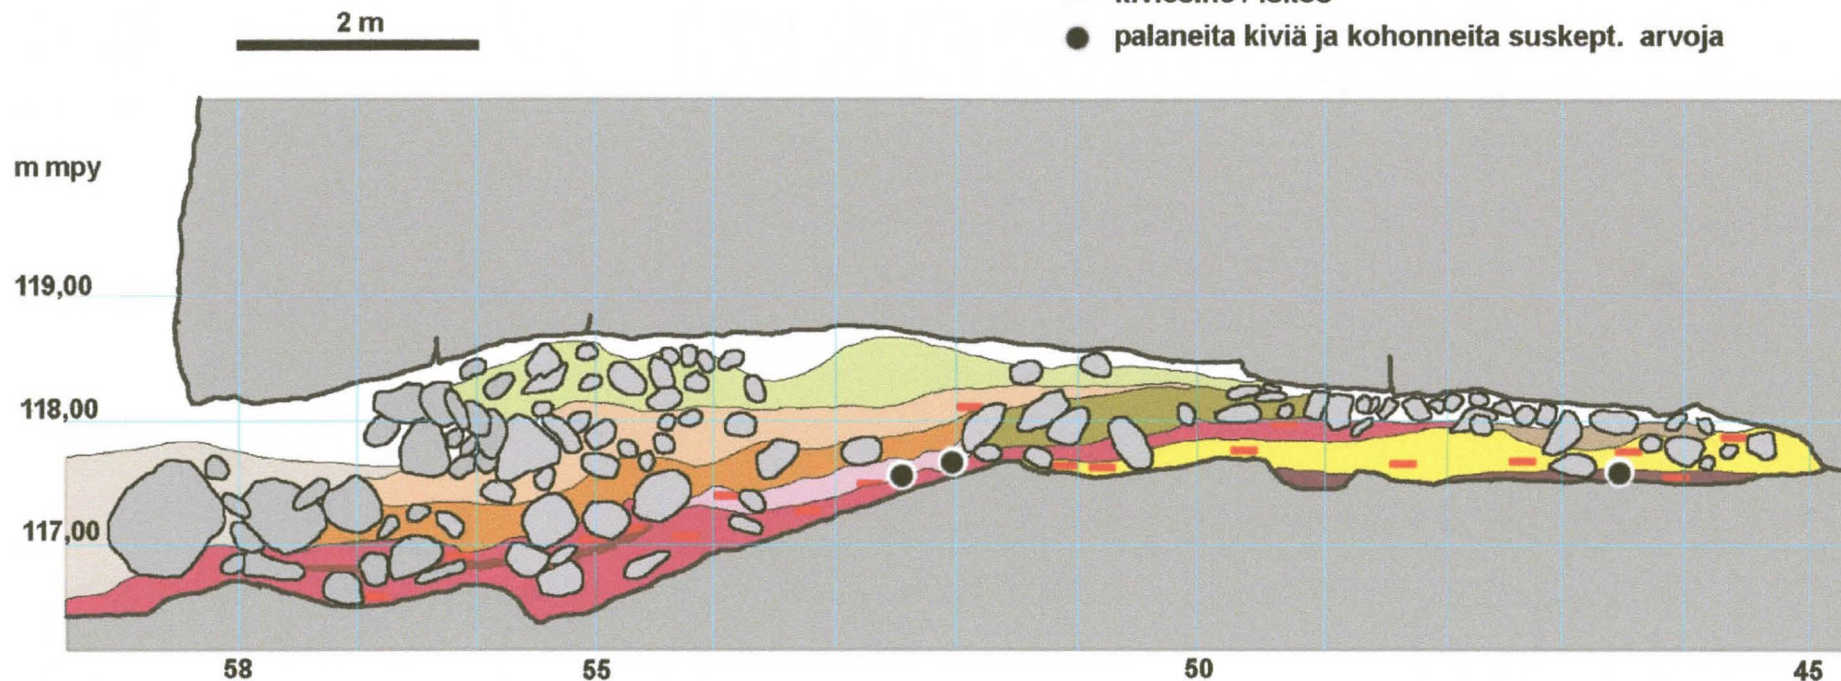 2 m
palaneita kiviä ja kohonneita suskept. arvoja
m mpy
119,00
118,00
117,00
58 55 50 45